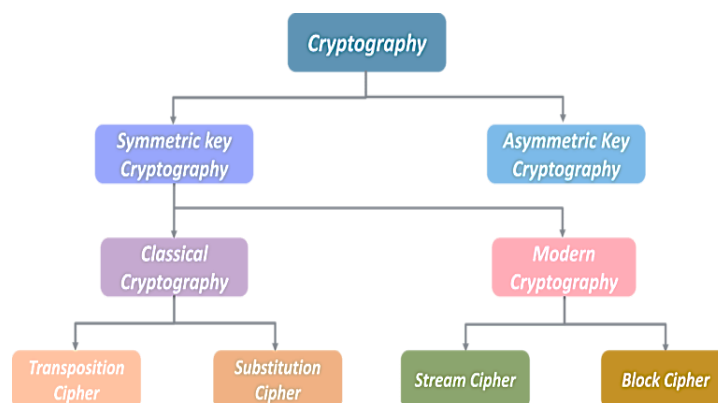 Cryptography
Symmetric key
Cryptography
Asymmetric Key
Cryptography
Classical
Cryptography
Modern
Cryptography
Transposition
Cipher
Substitution
Cipher
Stream Cipher
Block Cipher